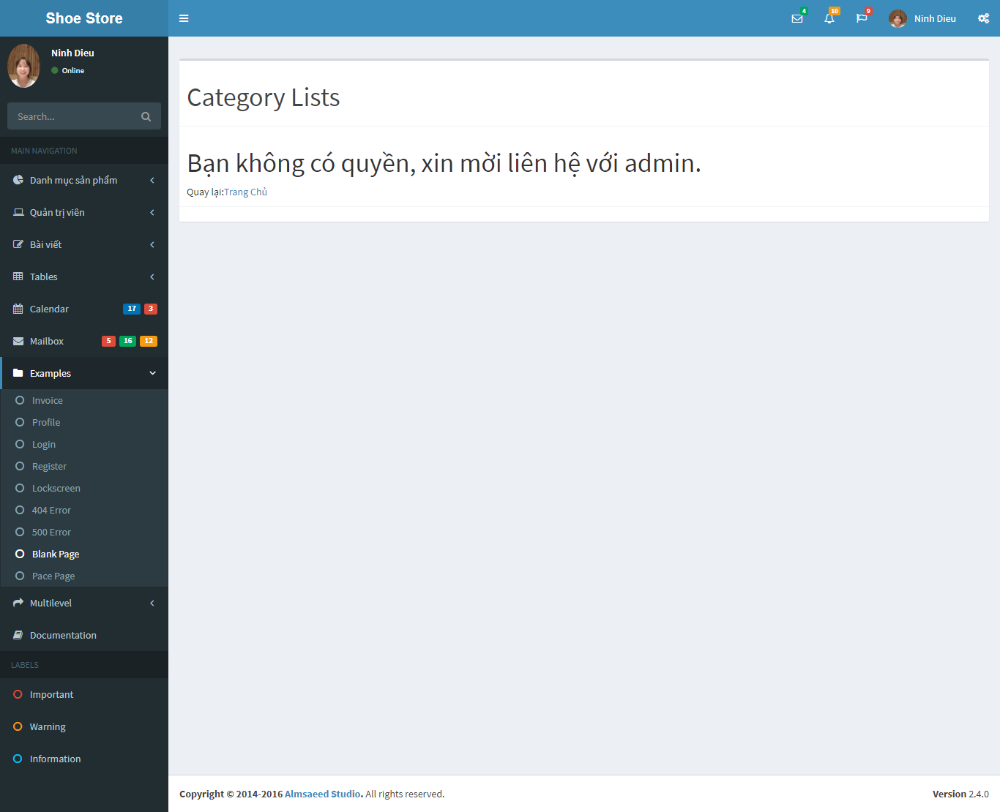 Shoe Store
4
10
9
Ninh Dieu
Ninh Dieu
Online
Search...
MAIN NAVIGATION
Danh mục sản phẩm
Quản trị viên
Bài viết
Tables
Calendar 17 3
Mailbox 5 16 12
Examples
Invoice
Profile
Login
Register
Lockscreen
404 Error
500 Error
Blank Page
Pace Page
Multilevel
Documentation
LABELS
Important
Warning
Information
Category Lists
Bạn không có quyền, xin mời liên hệ với admin.
Quay lại:Trang Chủ
Copyright © 2014-2016 Almsaeed Studio. All rights reserved.
Version 2.4.0